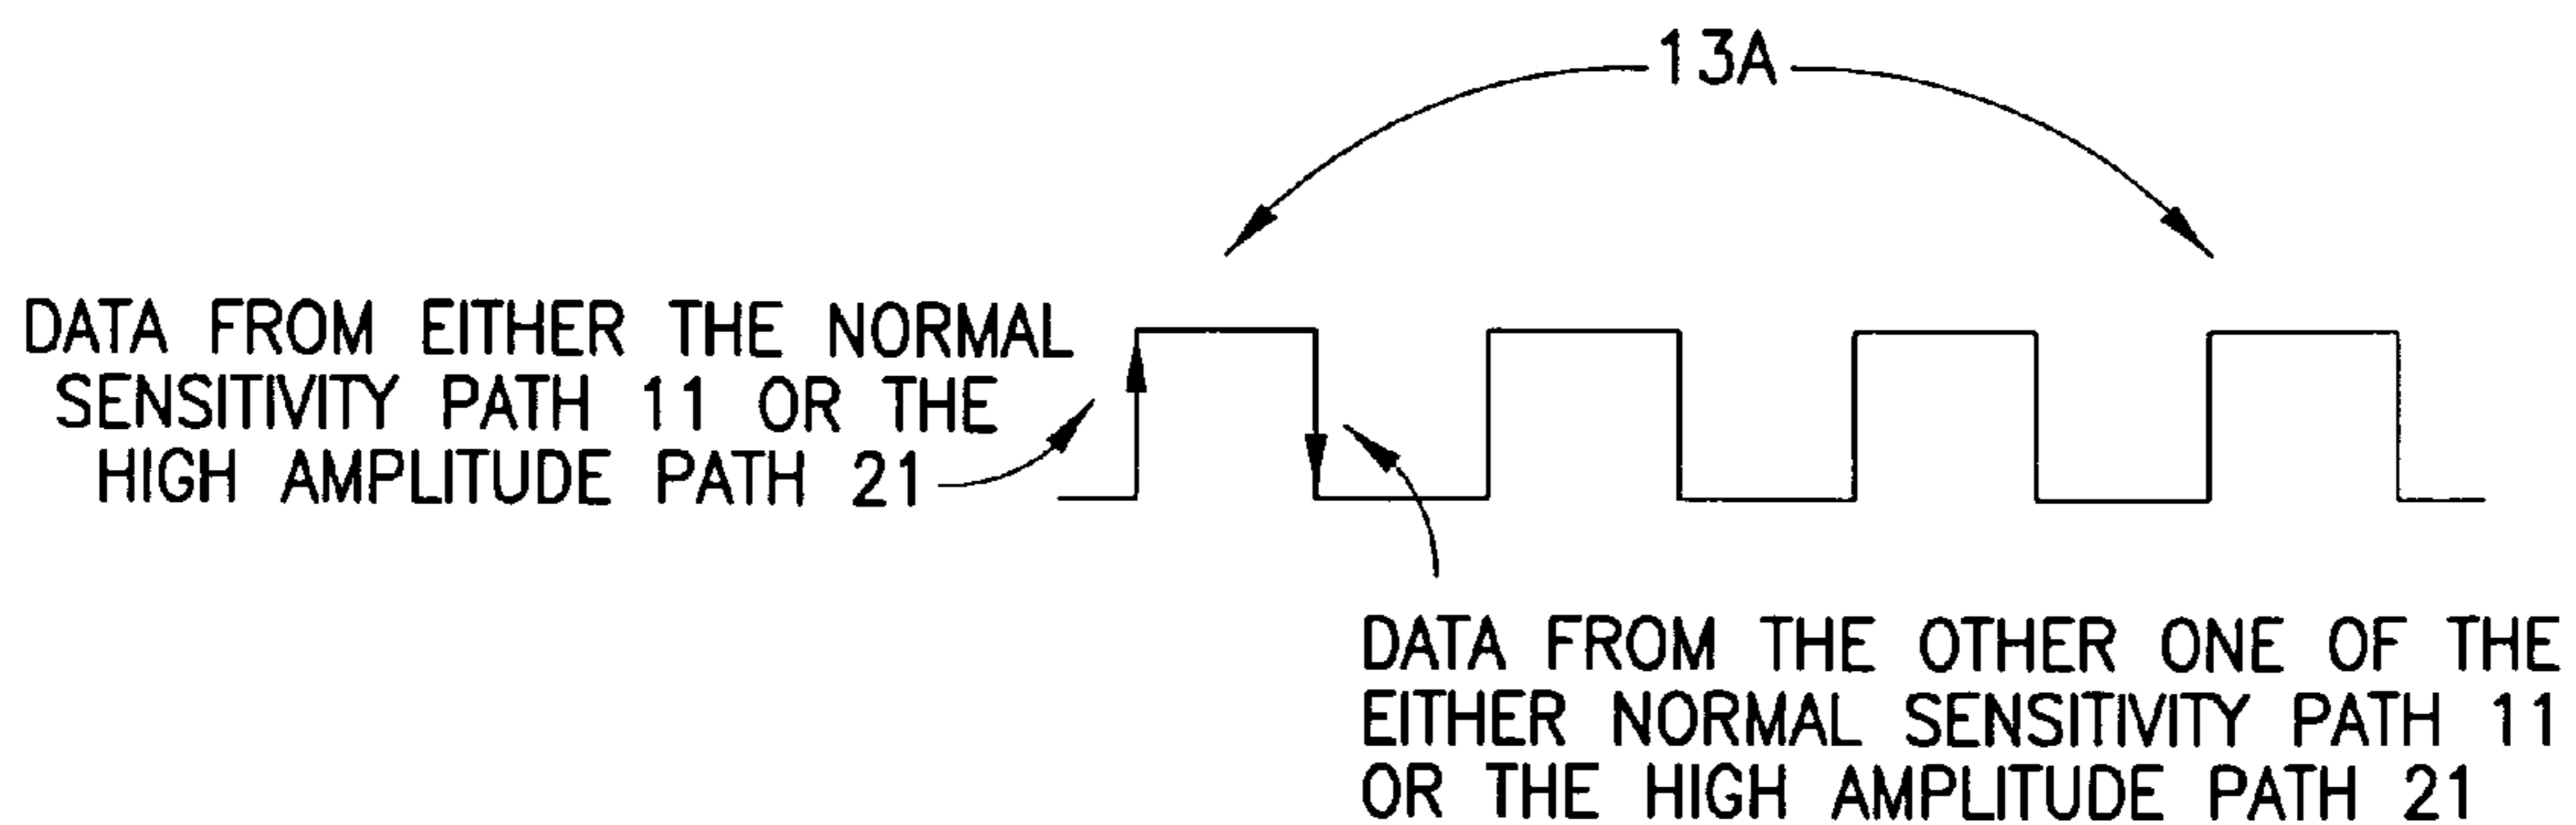 13A
DATA FROM EITHER THE NORMAL
SENSITIVITY PATH 11 OR THE
HIGH AMPLITUDE PATH 21
DATA FROM THE OTHER ONE OF THE
EITHER NORMAL SENSITIVITY PATH 11
OR THE HIGH AMPLITUDE PATH 21